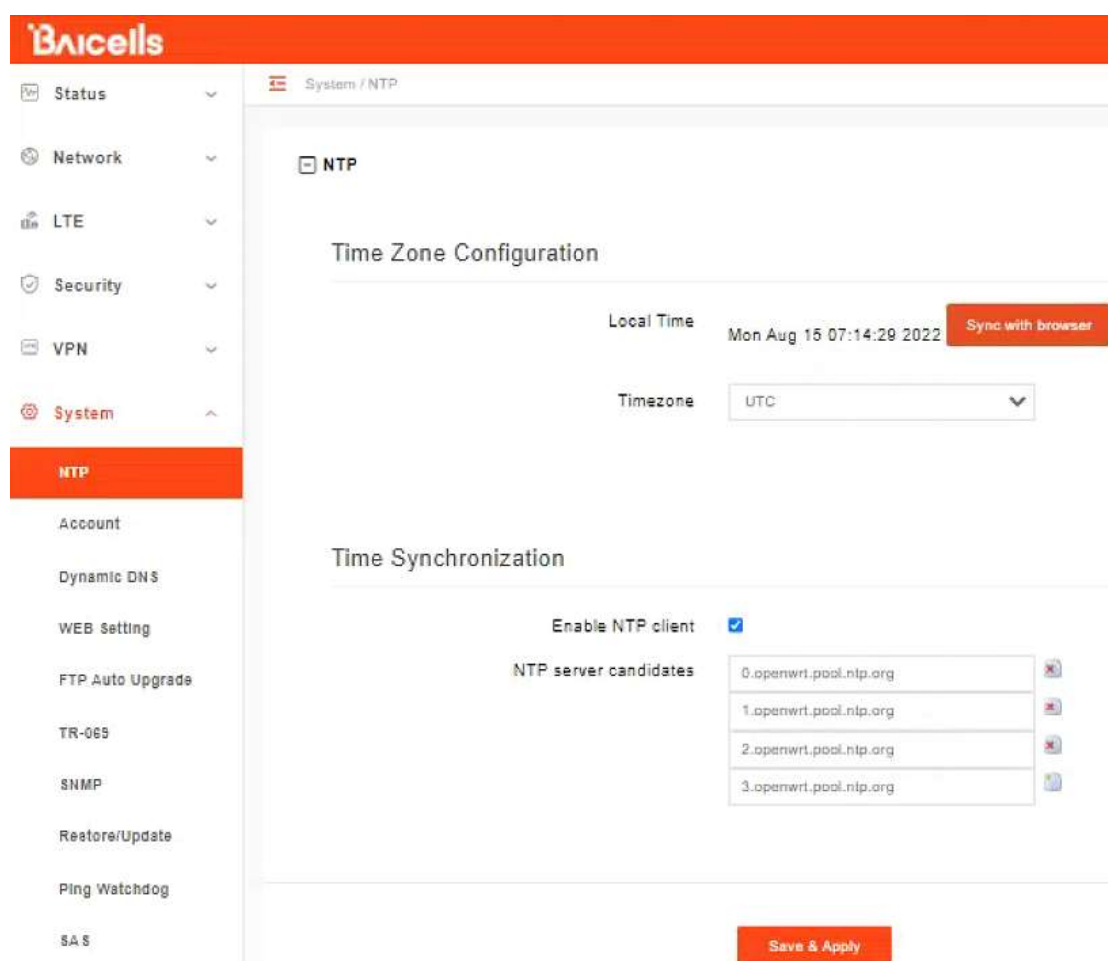 Baicells
System / NTP
Status
Network
LTE
Security
VPN
System
NTP
Account
Dynamic DNS
WEB Setting
FTP Auto Upgrade
TR-069
SNMP
Restore/Update
Ping Watchdog
SAS
NTP
Time Zone Configuration
Local Time
Mon Aug 15 07:14:29 2022
Sync with browser
Timezone
UTC
Time Synchronization
Enable NTP client
NTP server candidates
0.openwrt.pool.ntp.org
1.openwrt.pool.ntp.org
2.openwrt.pool.ntp.org
3.openwrt.pool.ntp.org
Save & Apply